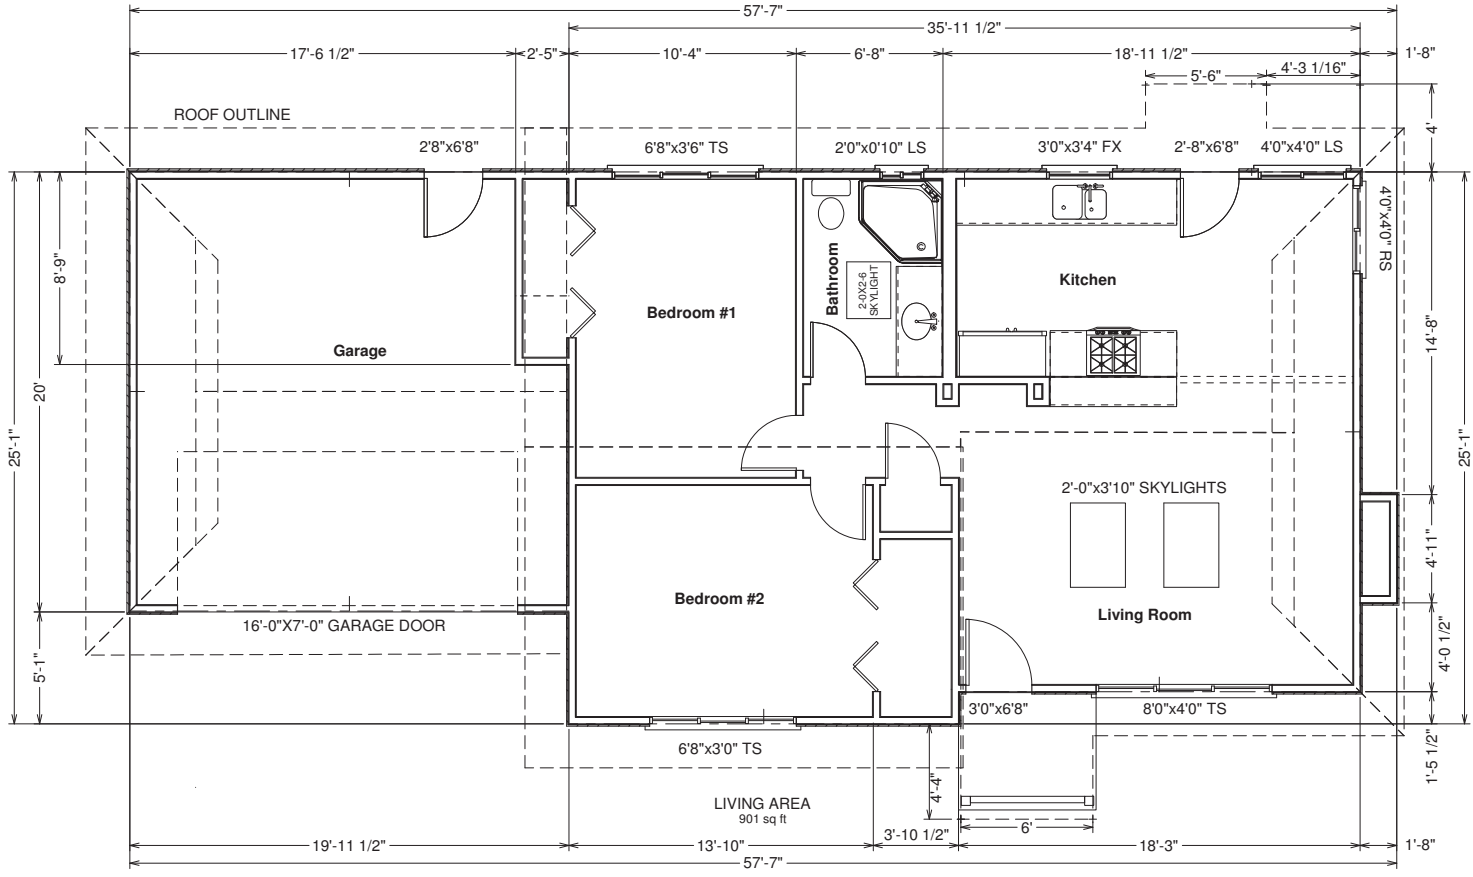 57'-7"
35'-11 1/2"
17'-6 1/2"
2'-5"
10'-4"
6'-8"
18'-11 1/2"
1'-8"
5'-6"
4'-3 1/16"
4'
ROOF OUTLINE
2'8"x6'8"
6'8"x3'6" TS
2'0"x0'10" LS
3'0"x3'4" FX
2'-8"x6'8"
4'0"x4'0" LS
4'0"x4'0" RS
8'-9"
20'
25'-1"
5'-1"
Garage
Bedroom #1
Bathroom
2-0X2-6
SKYLIGHT
Kitchen
14'-8"
25'-1"
2'-0"x3'10" SKYLIGHTS
4'-11"
Bedroom #2
Living Room
16'-0"X7'-0" GARAGE DOOR
4'-0 1/2"
3'0"x6'8"
8'0"x4'0" TS
6'8"x3'0" TS
1'-5 1/2"
4'-4"
LIVING AREA
901 sq ft
6'
3'-10 1/2"
19'-11 1/2"
13'-10"
18'-3"
1'-8"
57'-7"